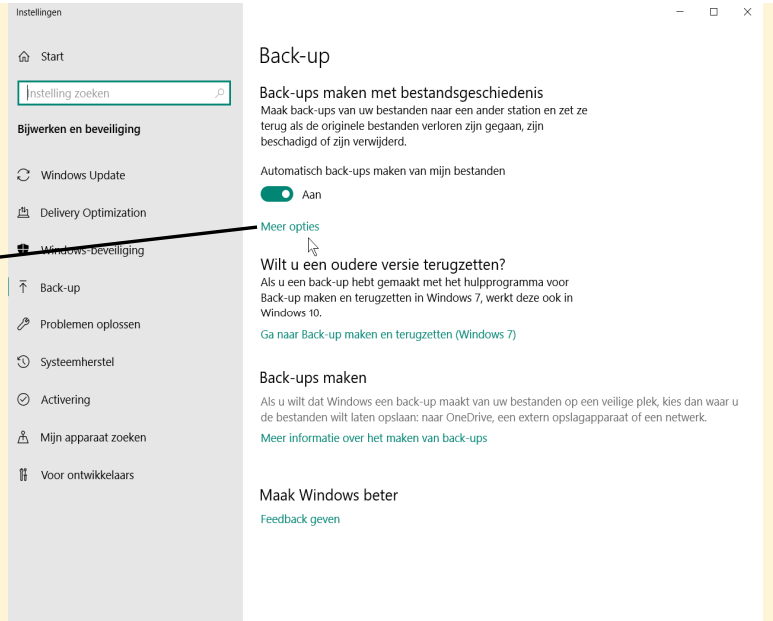 Instellingen
Start
Instelling zoeken
Bijwerken en beveiliging
Windows Update
Delivery Optimization
Windows-beveiliging
Back-up
Problemen oplossen
Systeemherstel
Activering
Mijn apparaat zoeken
Voor ontwikkelaars
Back-up
Back-ups maken met bestandsgeschiedenis
Maak back-ups van uw bestanden naar een ander station en zet ze
terug als de originele bestanden verloren zijn gegaan, zijn
beschadigd of zijn verwijderd.
Automatisch back-ups maken van mijn bestanden
Aan
Meer opties
Wilt u een oudere versie terugzetten?
Als u een back-up hebt gemaakt met het hulpprogramma voor
Back-up maken en terugzetten in Windows 7, werkt deze ook in
Windows 10.
Ga naar Back-up maken en terugzetten (Windows 7)
Back-ups maken
Als u wilt dat Windows een back-up maakt van uw bestanden op een veilige plek, kies dan waar u
de bestanden wilt laten opslaan: naar OneDrive, een extern opslagapparaat of een netwerk.
Meer informatie over het maken van back-ups
Maak Windows beter
Feedback geven